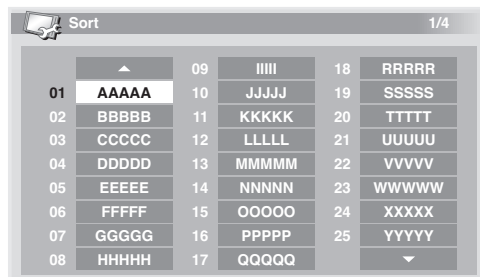 Sort 1/4
01 AAAAA
02 BBBBB
03 CCCCC
04 DDDDD
05 EEEEE
06 FFFFF
07 GGGGG
08 HHHHH
09 IIIII
10 JJJJJ
11 KKKKK
12 LLLLL
13 MMMMM
14 NNNNN
15 OOOOO
16 PPPPP
17 QQQQQ
18 RRRRR
19 SSSSS
20 TTTTT
21 UUUUU
22 VVVVV
23 WWWWW
24 XXXXX
25 YYYYY